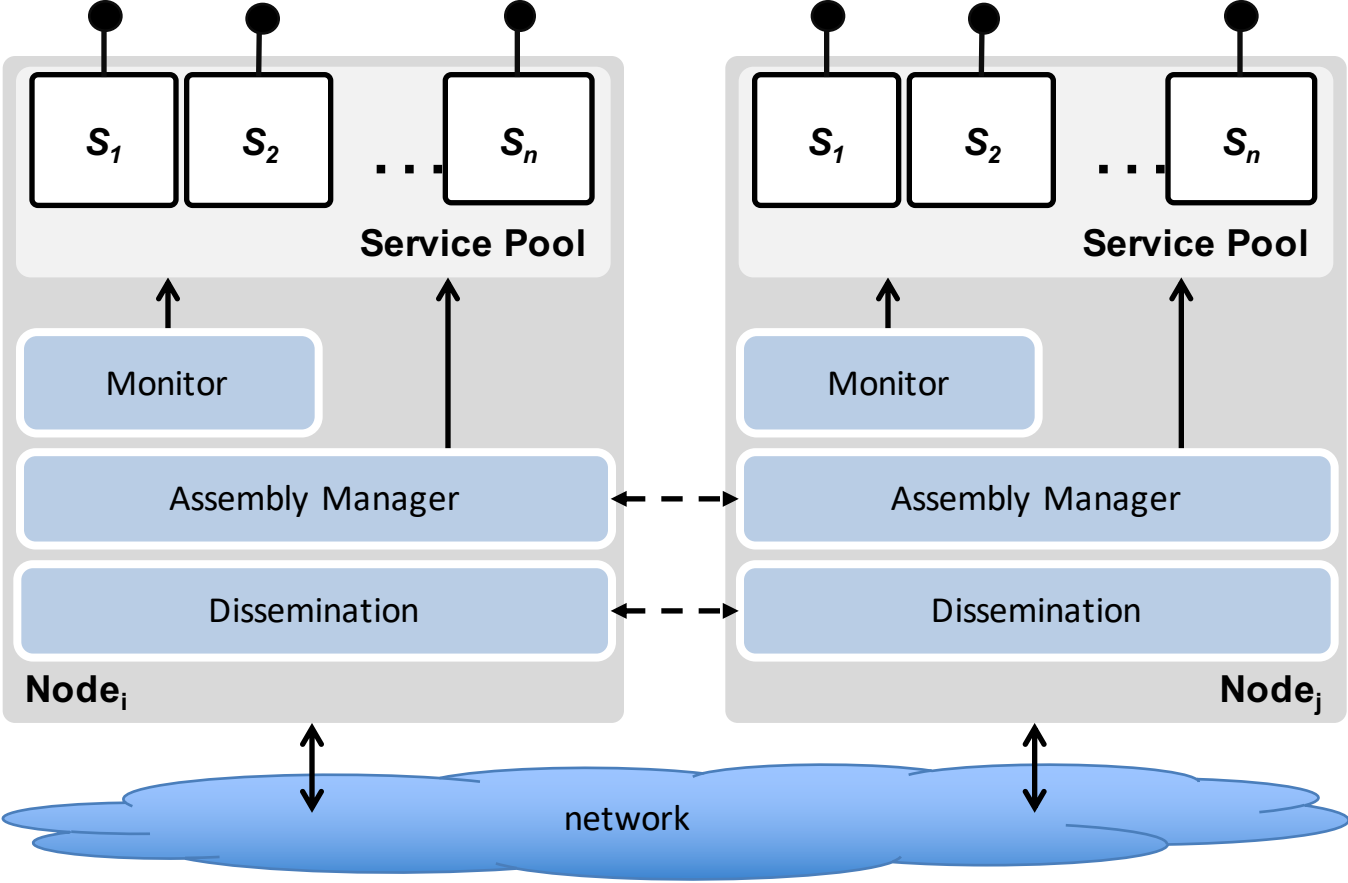 S1 S2 ... Sn
Service Pool
Monitor
Assembly Manager
Dissemination
Nodei
S1 S2 ... Sn
Service Pool
Monitor
Assembly Manager
Dissemination
Nodej
network